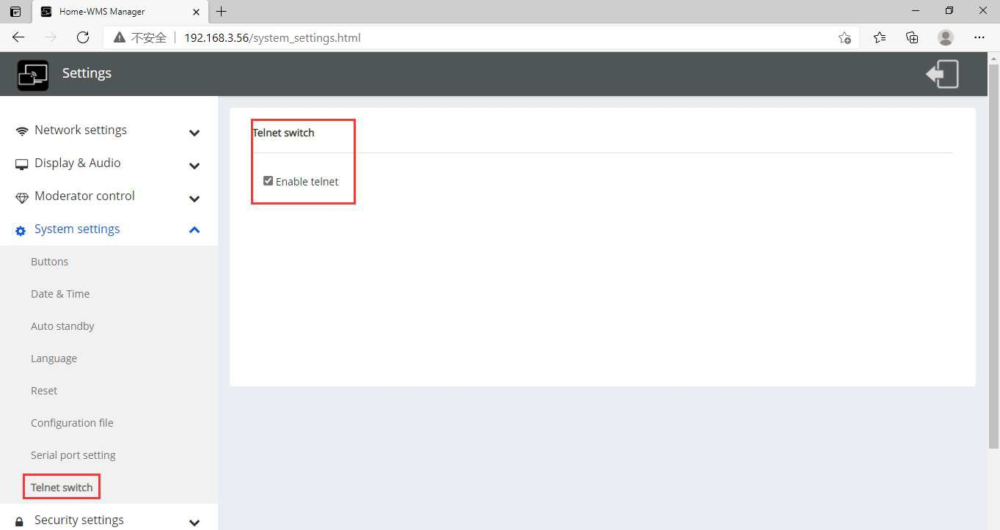 Home-WMS Manager
不安全 192.168.3.56/system_settings.html
Settings
Network settings
Display & Audio
Moderator control
System settings
Buttons
Date & Time
Auto standby
Language
Reset
Configuration file
Serial port setting
Telnet switch
Security settings
Telnet switch
Enable telnet